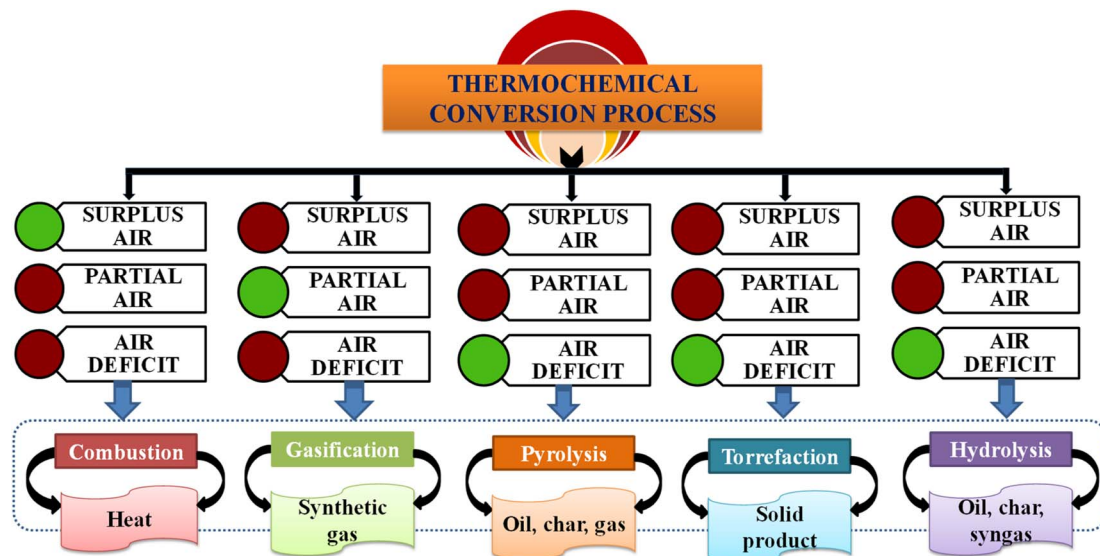 THERMOCHEMICAL
CONVERSION PROCESS
SURPLUS
AIR
PARTIAL
AIR
AIR
DEFICIT
SURPLUS
AIR
PARTIAL
AIR
AIR
DEFICIT
SURPLUS
AIR
PARTIAL
AIR
AIR
DEFICIT
SURPLUS
AIR
PARTIAL
AIR
AIR
DEFICIT
SURPLUS
AIR
PARTIAL
AIR
AIR
DEFICIT
Combustion
Heat
Gasification
Synthetic
gas
Pyrolysis
Oil, char, gas
Torrefaction
Solid
product
Hydrolysis
Oil, char,
syngas